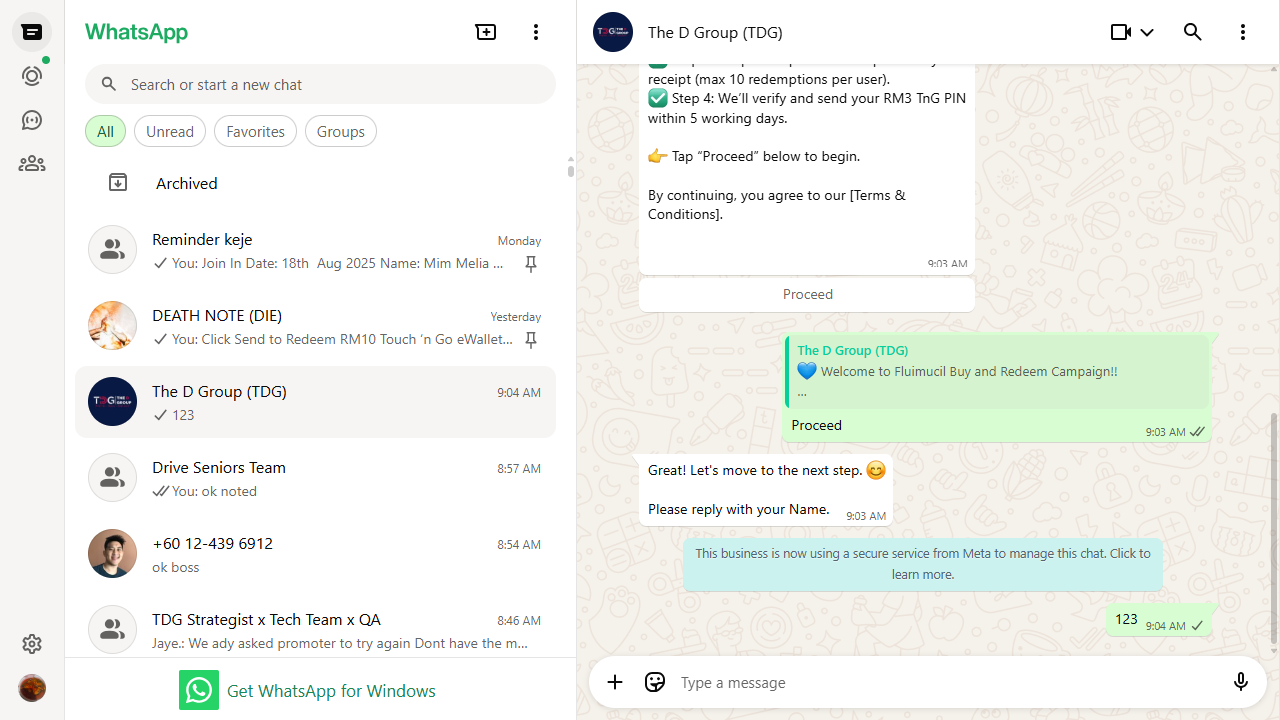 WhatsApp
Search or start a new chat
All
Unread
Favorites
Groups
Archived
Reminder keje
Monday
You: Join In Date: 18th Aug 2025 Name: Mim Melia ...
DEATH NOTE (DIE)
Yesterday
You: Click Send to Redeem RM10 Touch 'n Go eWallet...
The D Group (TDG)
9:04 AM
123
Drive Seniors Team
8:57 AM
You: ok noted
+60 12-439 6912
8:54 AM
ok boss
TDG Strategist x Tech Team x QA
8:46 AM
Jaye.: We ady asked promoter to try again Dont have the m...
Get WhatsApp for Windows
The D Group (TDG)
receipt (max 10 redemptions per user).
✅ Step 4: We’ll verify and send your RM3 TnG PIN
within 5 working days.
👉 Tap “Proceed” below to begin.
By continuing, you agree to our [Terms &
Conditions].
9:03 AM
Proceed
The D Group (TDG)
💙 Welcome to Fluimucil Buy and Redeem Campaign!!
...
Proceed
9:03 AM
Great! Let's move to the next step. 😊
Please reply with your Name.
9:03 AM
This business is now using a secure service from Meta to manage this chat. Click to
learn more.
123
9:04 AM
Type a message